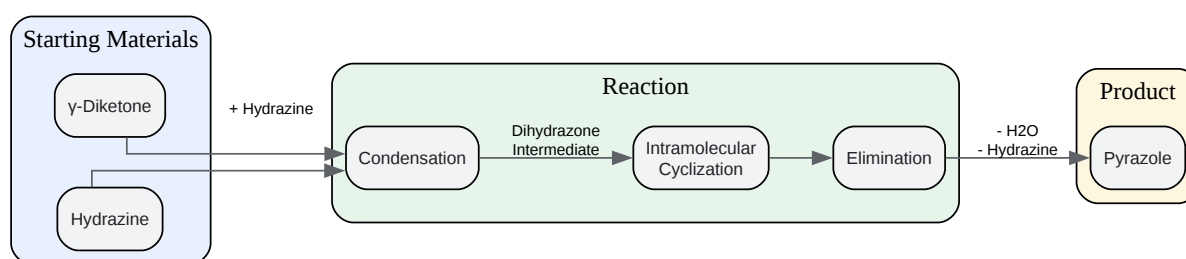 Starting Materials
γ-Diketone
Hydrazine
+ Hydrazine
Reaction
Condensation
Dihydrazone
Intermediate
Intramolecular
Cyclization
Elimination
- H2O
- Hydrazine
Product
Pyrazole